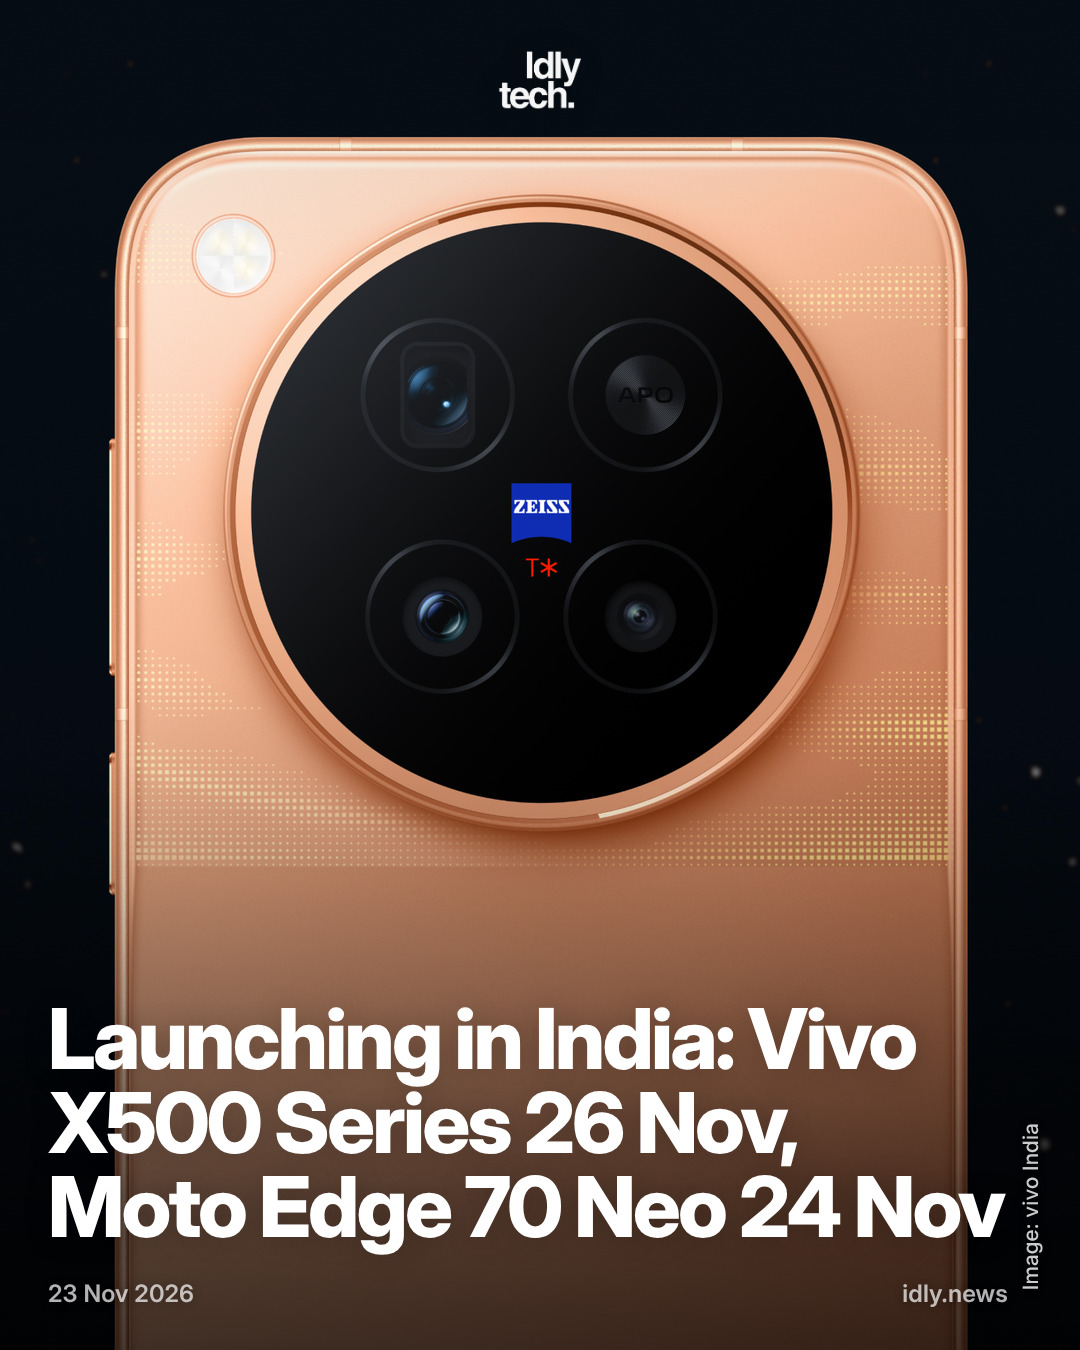 Idly
tech.
APO
ZEISS
T*
Launching in India: Vivo
X500 Series 26 Nov,
Moto Edge 70 Neo 24 Nov
Image: vivo India
23 Nov 2026
idly.news